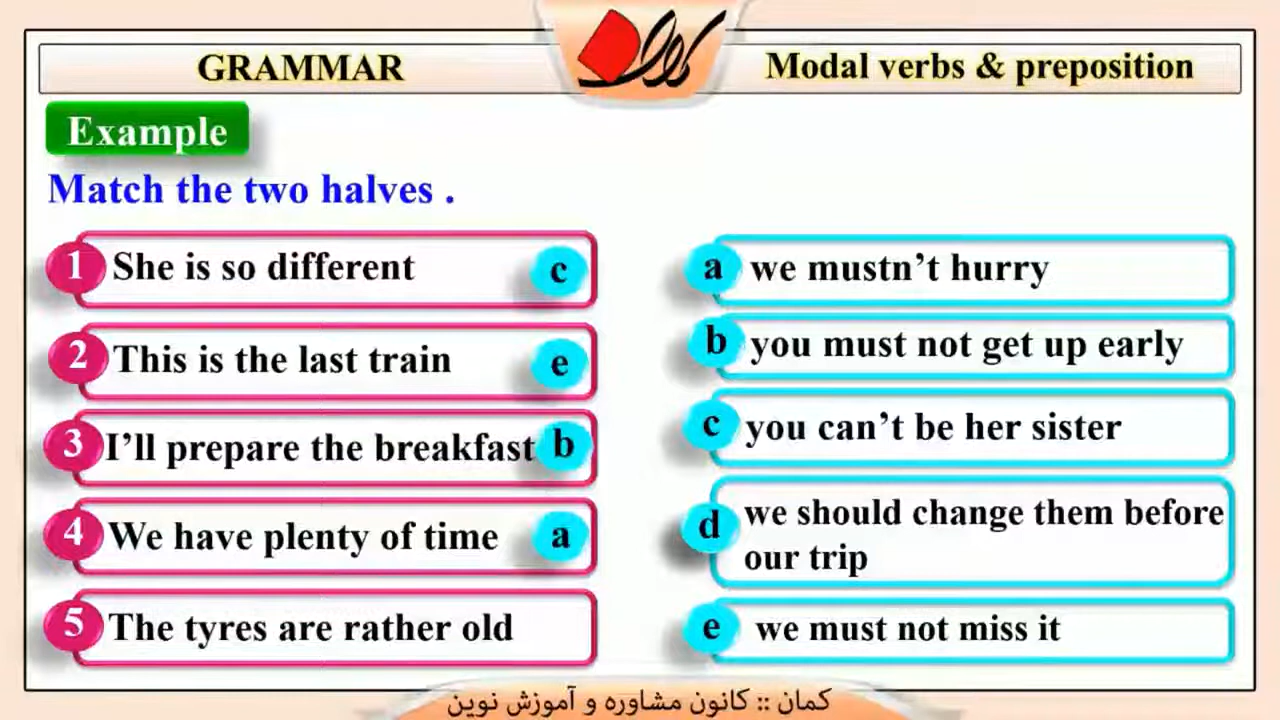 GRAMMAR
کمان
Modal verbs & preposition
Example
Match the two halves .
1 She is so different c
2 This is the last train e
3 I’ll prepare the breakfast b
4 We have plenty of time a
5 The tyres are rather old
a we mustn’t hurry
b you must not get up early
c you can’t be her sister
d we should change them before
our trip
e we must not miss it
کمان :: کانون مشاوره و آموزش نوین